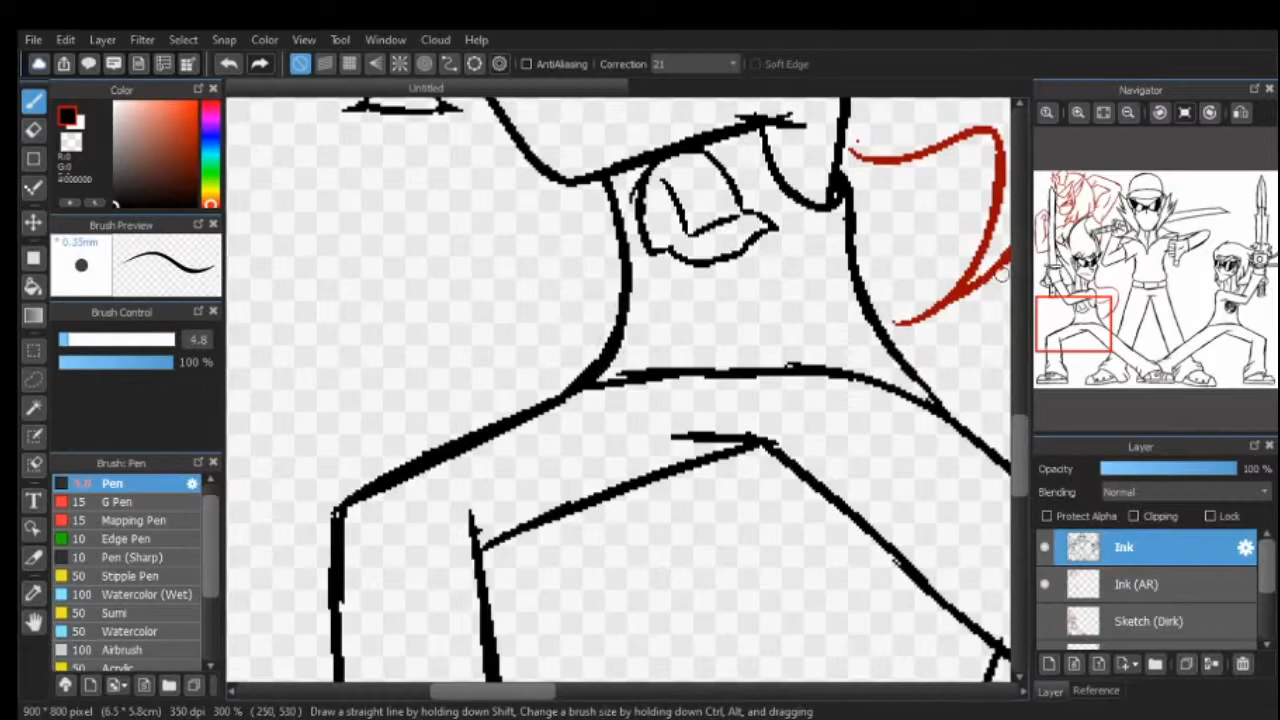 File Edit Layer Filter Select Snap Color View Tool Window Cloud Help
AntiAliasing Correction 21 Soft Edge
Color
Untitled
Navigator
R:0
G:0
#000000
Brush Preview
* 0.35mm
Brush Control
4.8
100 %
Brush: Pen
Pen
15 G Pen
15 Mapping Pen
10 Edge Pen
10 Pen (Sharp)
50 Stipple Pen
100 Watercolor (Wet)
50 Sumi
50 Watercolor
100 Airbrush
50 Acrylic
Layer
Opacity 100 %
Blending Normal
Protect Alpha Clipping Lock
Ink
Ink (AR)
Sketch (Dirk)
Layer Reference
900 * 800 pixel (6.5 * 5.8cm) 350 dpi 300 % ( 250, 530 ) Draw a straight line by holding down Shift, Change a brush size by holding down Ctrl, Alt, and dragging